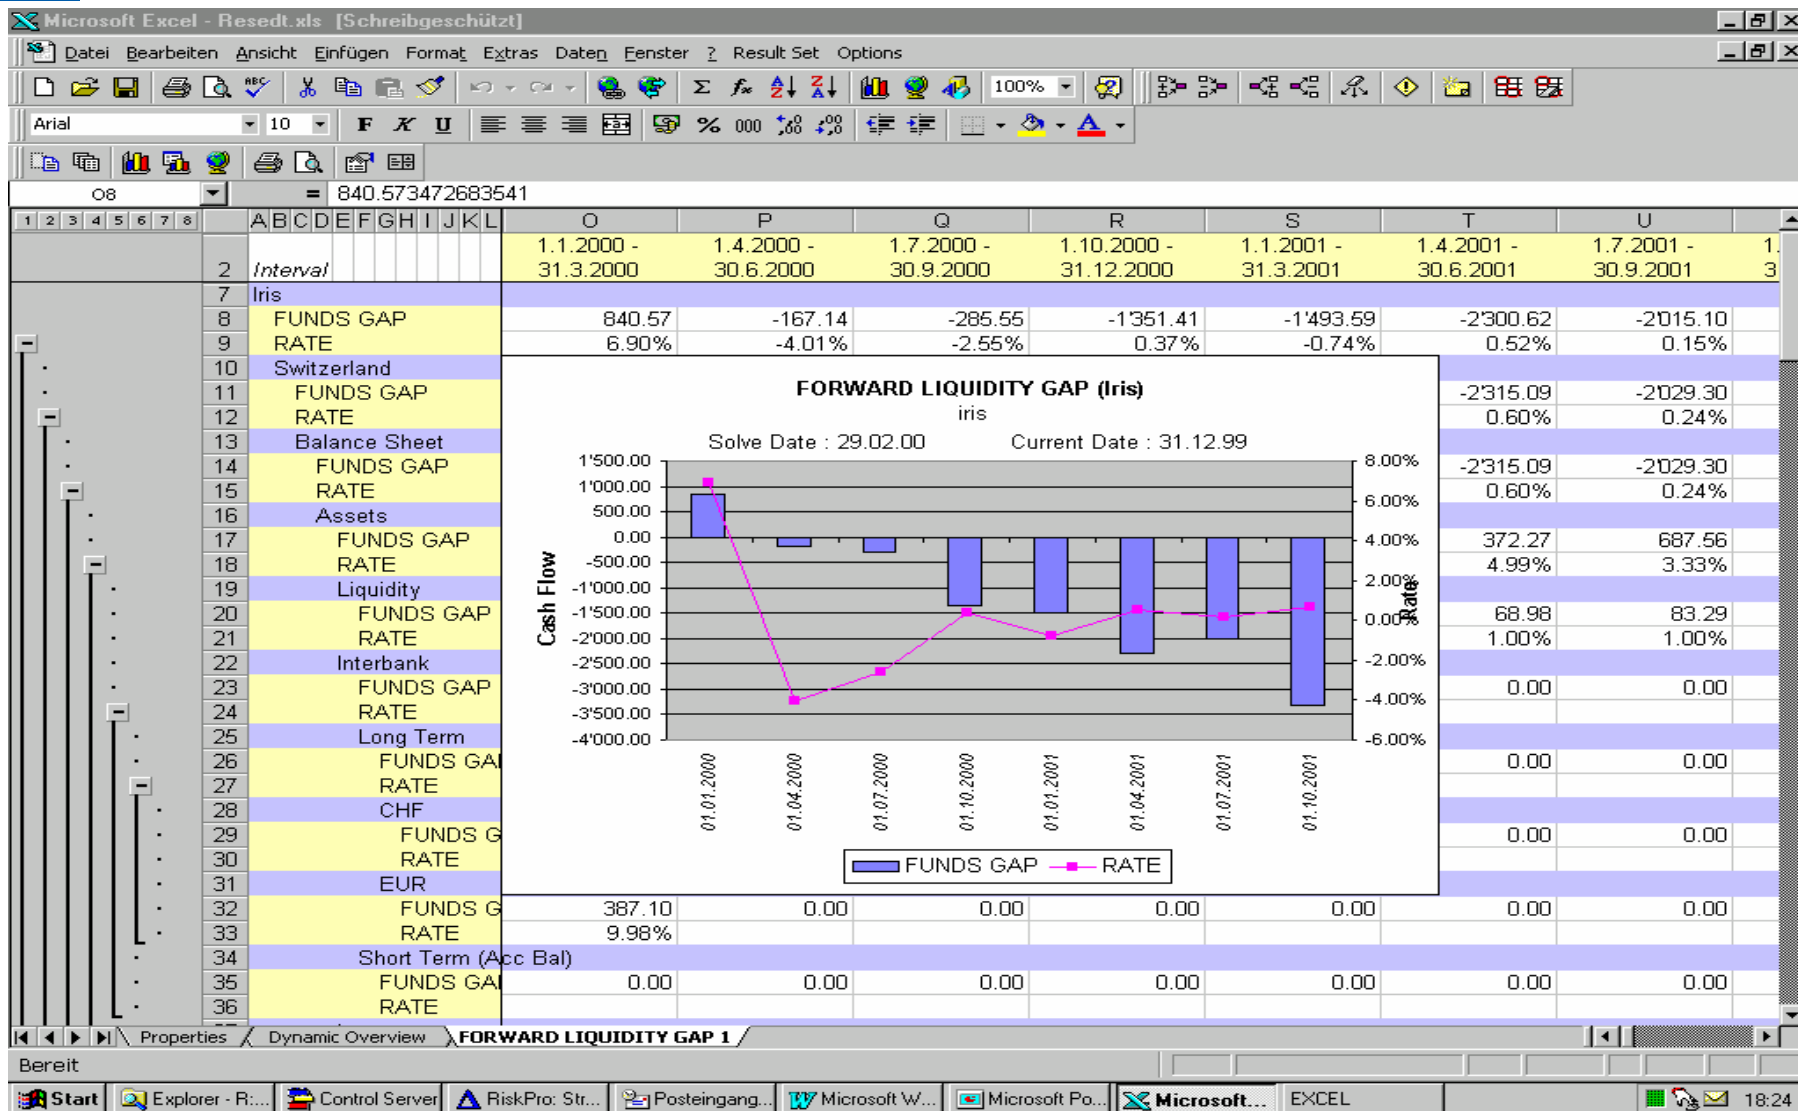 Microsoft Excel - Resedt.xls [Schreibgeschützt]
Datei Bearbeiten Ansicht Einfügen Format Extras Daten Fenster ? Result Set Options
100%
Arial 10 F K U % 000
O8 = 840.573472683541
1 2 3 4 5 6 7 8 A B C D E F G H I J K L O P Q R S T U
1.1.2000 - 1.4.2000 - 1.7.2000 - 1.10.2000 - 1.1.2001 - 1.4.2001 - 1.7.2001 - 1.
2 Interval 31.3.2000 30.6.2000 30.9.2000 31.12.2000 31.3.2001 30.6.2001 30.9.2001 3
7 Iris
8 FUNDS GAP 840.57 -167.14 -285.55 -1'351.41 -1'493.59 -2'300.62 -2'015.10
9 RATE 6.90% -4.01% -2.55% 0.37% -0.74% 0.52% 0.15%
10 Switzerland
11 FUNDS GAP -2'315.09 -2'029.30
12 RATE 0.60% 0.24%
13 Balance Sheet
14 FUNDS GAP -2'315.09 -2'029.30
15 RATE 0.60% 0.24%
16 Assets
17 FUNDS GAP 372.27 687.56
18 RATE 4.99% 3.33%
19 Liquidity
20 FUNDS GAP 68.98 83.29
21 RATE 1.00% 1.00%
22 Interbank
23 FUNDS GAP 0.00 0.00
24 RATE
25 Long Term
26 FUNDS GA 0.00 0.00
27 RATE
28 CHF
29 FUNDS G 0.00 0.00
30 RATE
31 EUR
32 FUNDS G 387.10 0.00 0.00 0.00 0.00 0.00 0.00
33 RATE 9.98%
34 Short Term (Acc Bal)
35 FUNDS GA 0.00 0.00 0.00 0.00 0.00 0.00 0.00
36 RATE
FORWARD LIQUIDITY GAP (Iris)
iris
Solve Date : 29.02.00 Current Date : 31.12.99
1'500.00 8.00%
1'000.00 6.00%
500.00
0.00 4.00%
-500.00
-1'000.00 2.00%
-1'500.00 0.00%
-2'000.00
-2'500.00 -2.00%
-3'000.00 -4.00%
-3'500.00
-4'000.00 -6.00%
Cash Flow
Rate
01.01.2000 01.04.2000 01.07.2000 01.10.2000 01.01.2001 01.04.2001 01.07.2001 01.10.2001
FUNDS GAP RATE
Properties Dynamic Overview FORWARD LIQUIDITY GAP 1
Bereit
Start Explorer - R:... Control Server RiskPro: Str... Posteingang... Microsoft W... Microsoft Po... Microsoft... EXCEL 18:24